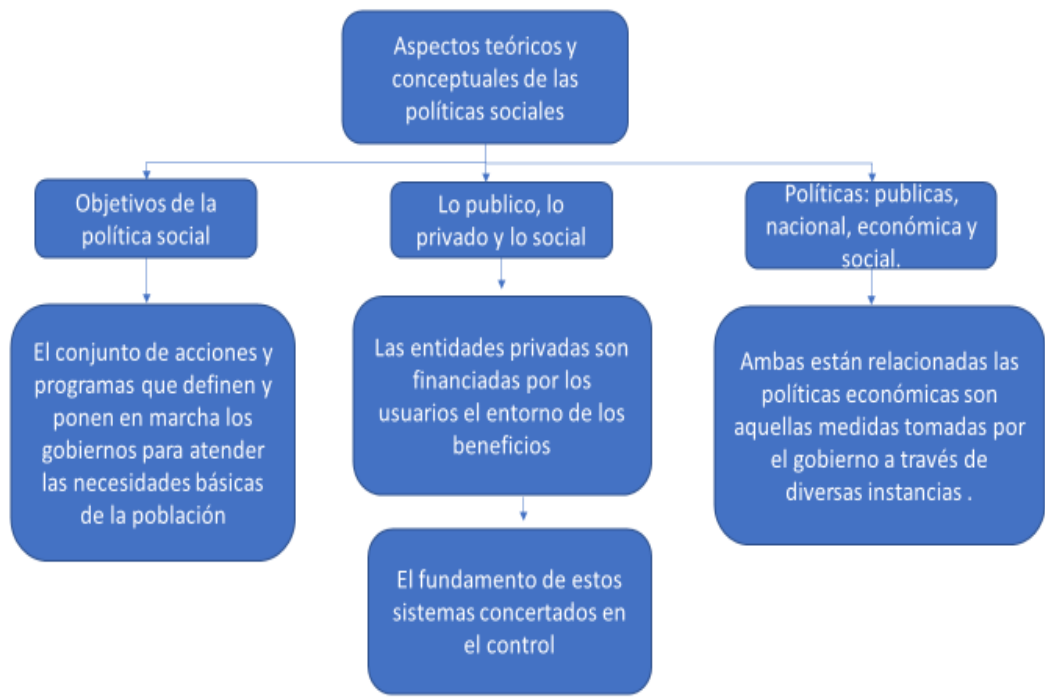 Aspectos teóricos y
conceptuales de las
políticas sociales
Objetivos de la
política social
Lo publico, lo
privado y lo social
Políticas: publicas,
nacional, económica y
social.
El conjunto de acciones y
programas que definen y
ponen en marcha los
gobiernos para atender
las necesidades básicas
de la población
Las entidades privadas son
financiadas por los
usuarios el entorno de los
beneficios
Ambas están relacionadas las
políticas económicas son
aquellas medidas tomadas por
el gobierno a través de
diversas instancias .
El fundamento de estos
sistemas concertados en
el control